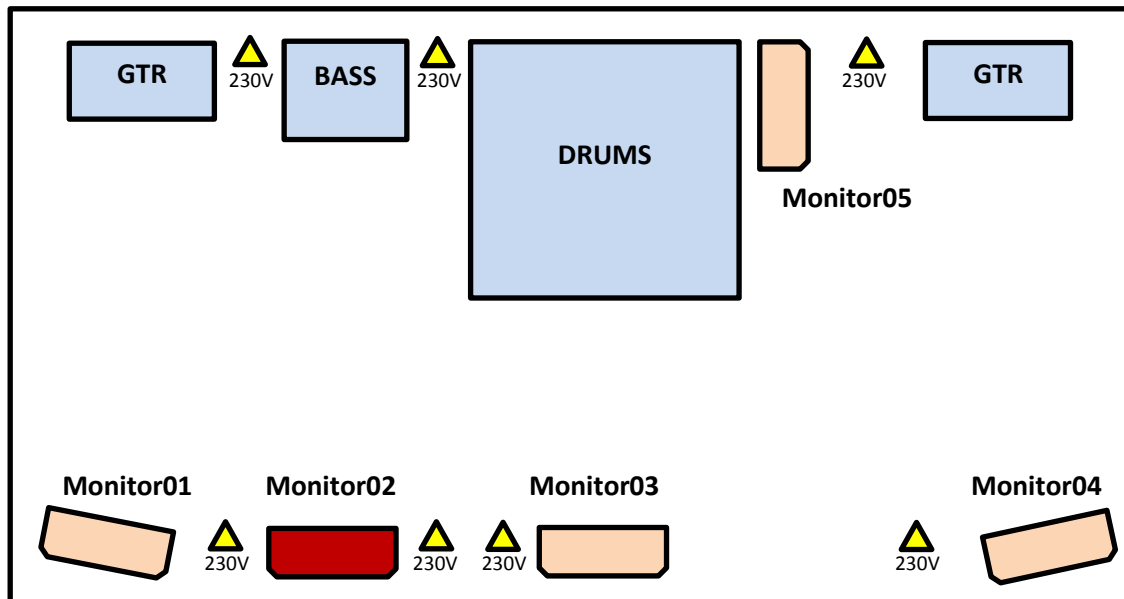 GTR
230V
BASS
230V
DRUMS
230V
GTR
Monitor05
Monitor01
Monitor02
Monitor03
Monitor04
230V
230V
230V
230V